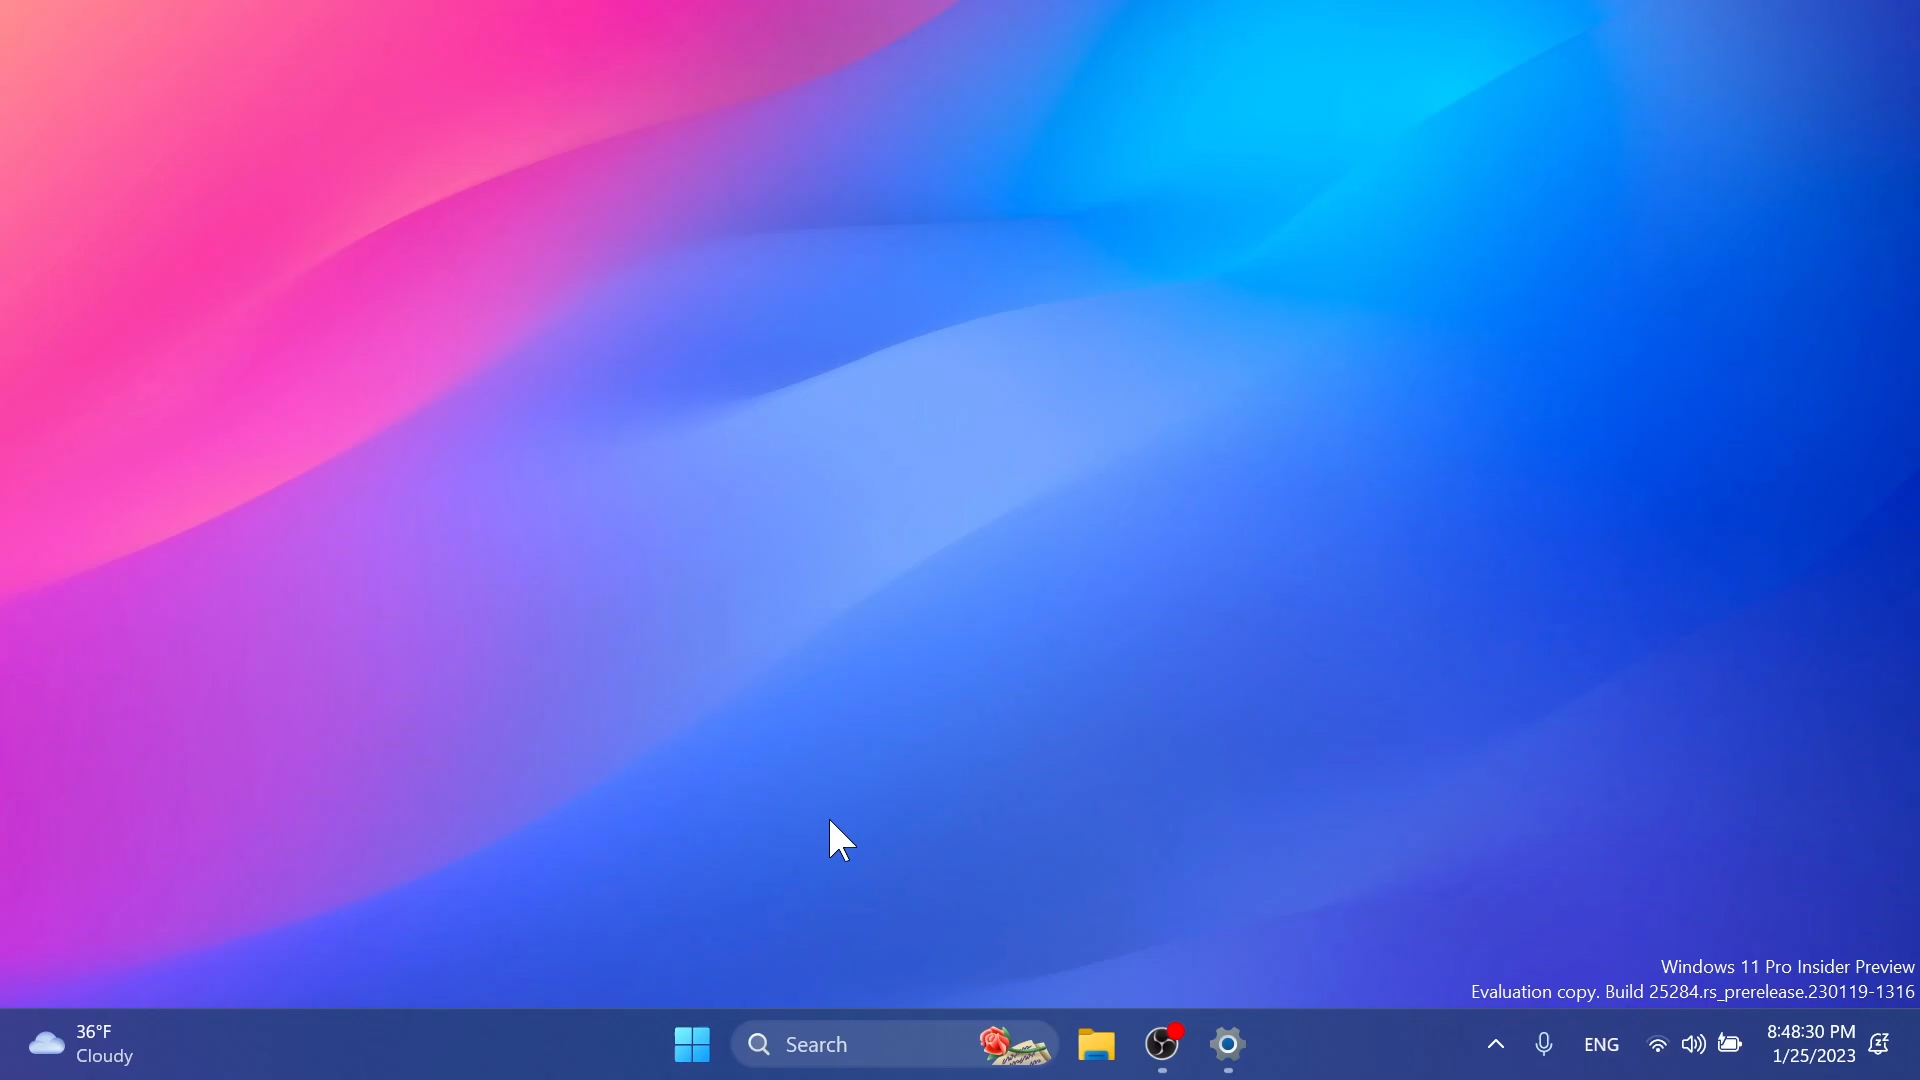 Windows 11 Pro Insider Preview
Evaluation copy. Build 25284.rs_prerelease.230119-1316
36°F
Cloudy
Search
ENG
8:48:30 PM
1/25/2023